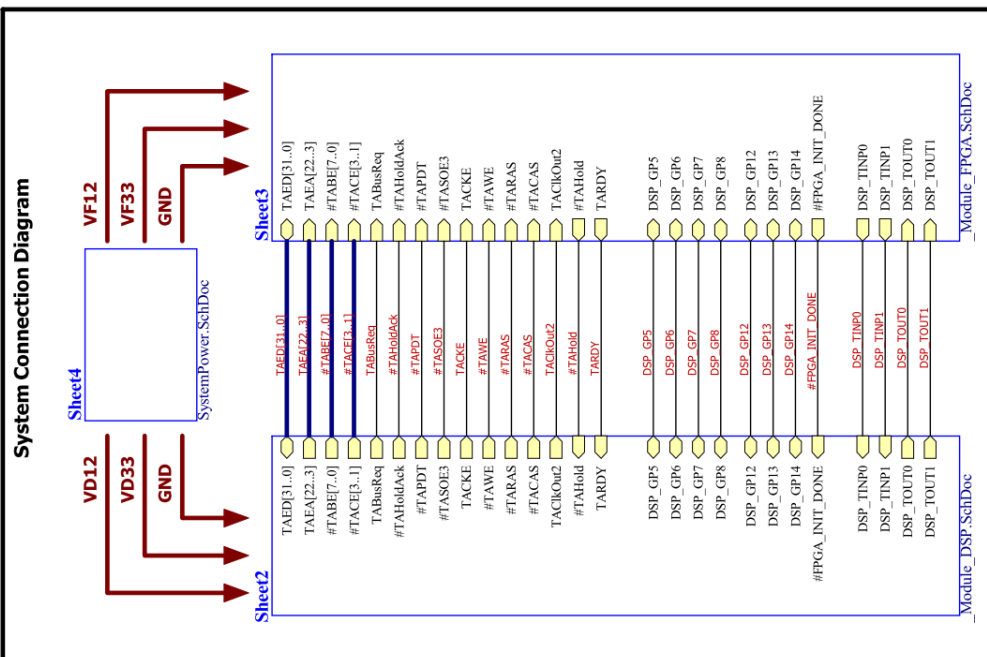 System Connection Diagram
Sheet4
SystemPower.SchDoc
VD12
VD33
GND
VF12
VF33
GND
Sheet2
TAED[31..0]
TAEA[22..3]
#TABE[7..0]
#TACE[3..1]
TABusReq
#TAHoldAck
#TAPDT
#TASOE3
TACKE
#TAWE
#TARAS
#TACAS
TAClkOut2
#TAHold
TARDY
DSP_GP5
DSP_GP6
DSP_GP7
DSP_GP8
DSP_GP12
DSP_GP13
DSP_GP14
#FPGA_INIT_DONE
DSP_TINP0
DSP_TINP1
DSP_TOUT0
DSP_TOUT1
_Module_DSP.SchDoc
TAED[31..0]
TAEA[22..3]
#TABE[7..0]
#TACE[3..1]
TABusReq
#TAHoldAck
#TAPDT
#TASOE3
TACKE
#TAWE
#TARAS
#TACAS
TAClkOut2
#TAHold
TARDY
DSP_GP5
DSP_GP6
DSP_GP7
DSP_GP8
DSP_GP12
DSP_GP13
DSP_GP14
#FPGA_INIT_DONE
DSP_TINP0
DSP_TINP1
DSP_TOUT0
DSP_TOUT1
Sheet3
TAED[31..0]
TAEA[22..3]
#TABE[7..0]
#TACE[3..1]
TABusReq
#TAHoldAck
#TAPDT
#TASOE3
TACKE
#TAWE
#TARAS
#TACAS
TAClkOut2
#TAHold
TARDY
DSP_GP5
DSP_GP6
DSP_GP7
DSP_GP8
DSP_GP12
DSP_GP13
DSP_GP14
#FPGA_INIT_DONE
DSP_TINP0
DSP_TINP1
DSP_TOUT0
DSP_TOUT1
_Module_FPGA.SchDoc